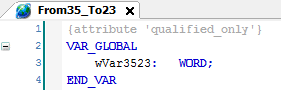 From35_To23
1 {attribute 'qualified_only'}
2 VAR_GLOBAL
3 wVar3523: WORD;
4 END_VAR